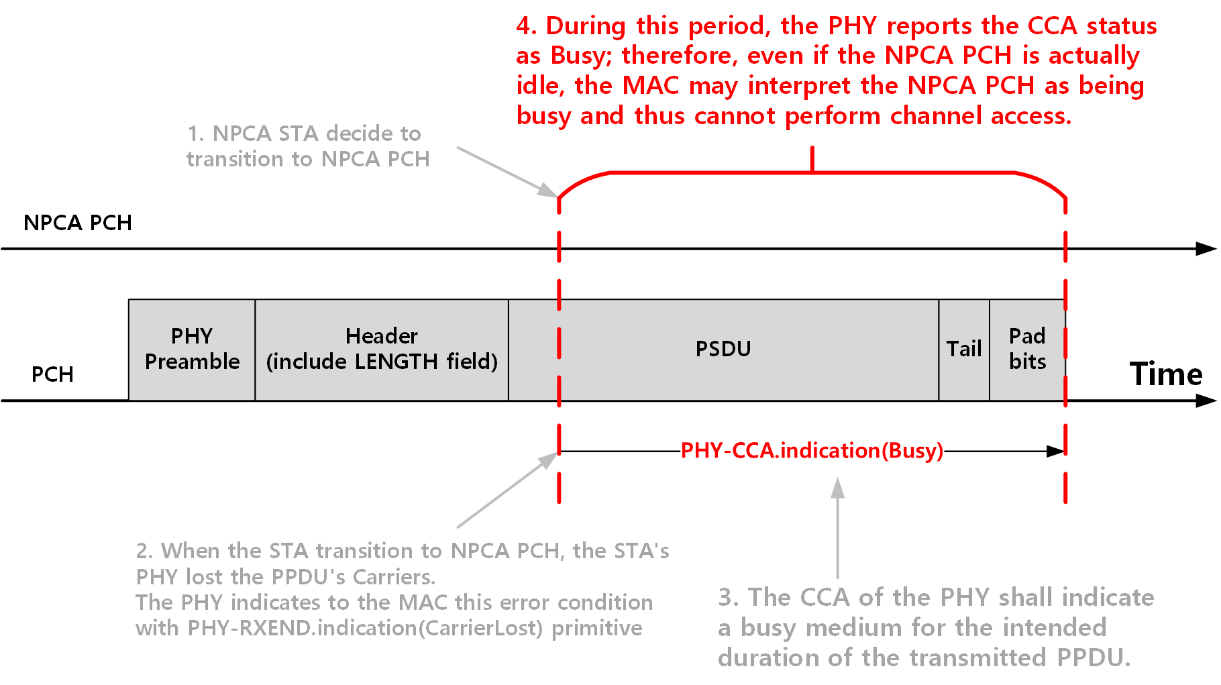 4. During this period, the PHY reports the CCA status
as Busy; therefore, even if the NPCA PCH is actually
idle, the MAC may interpret the NPCA PCH as being
busy and thus cannot perform channel access.
1. NPCA STA decide to
transition to NPCA PCH
NPCA PCH
PHY
Preamble
Header
(include LENGTH field)
PSDU
Tail
Pad
bits
PCH
Time
PHY-CCA.indication(Busy)
2. When the STA transition to NPCA PCH, the STA's
PHY lost the PPDU's Carriers.
The PHY indicates to the MAC this error condition
with PHY-RXEND.indication(CarrierLost) primitive
3. The CCA of the PHY shall indicate
a busy medium for the intended
duration of the transmitted PPDU.